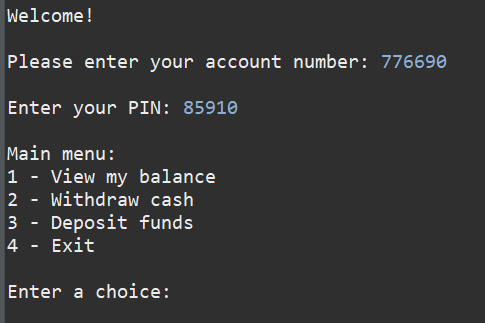 Welcome!
Please enter your account number: 776690
Enter your PIN: 85910
Main menu:
1 - View my balance
2 - Withdraw cash
3 - Deposit funds
4 - Exit
Enter a choice: